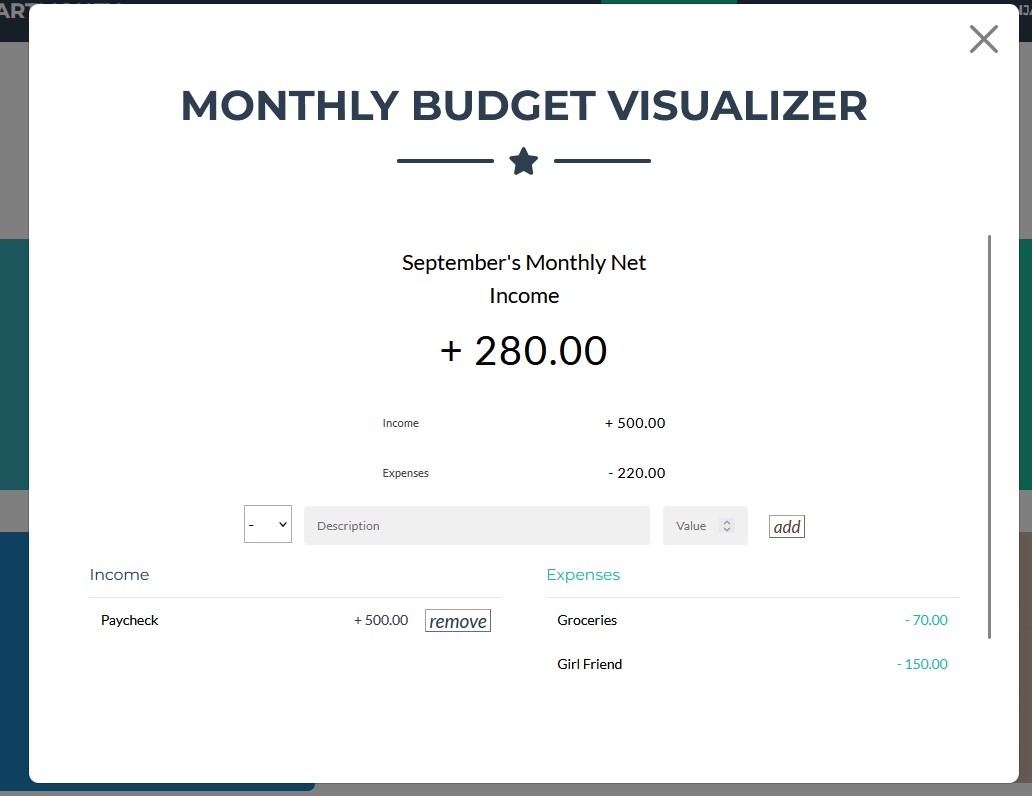 MONTHLY BUDGET VISUALIZER
September's Monthly Net
Income
+ 280.00
Income + 500.00
Expenses - 220.00
- Description Value add
Income Expenses
Paycheck + 500.00 remove Groceries - 70.00
Girl Friend - 150.00